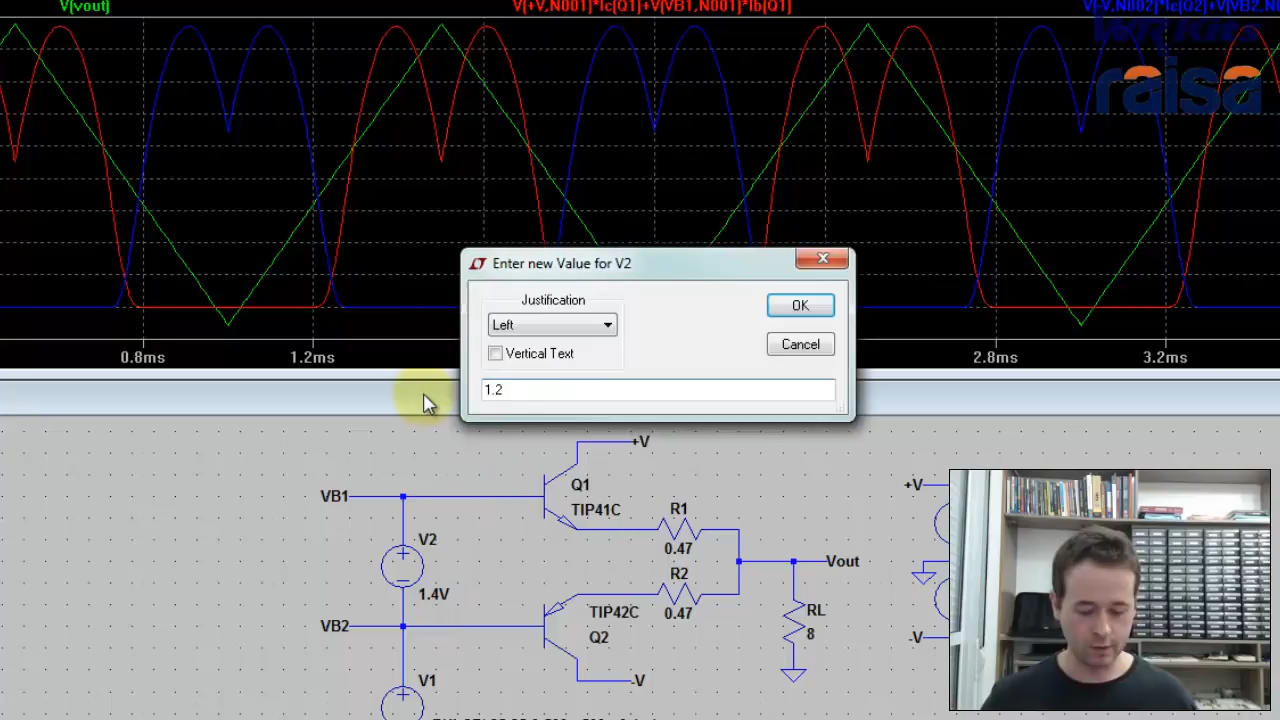 V(vout)
V(+V,N001)*Ic(Q1)+V(VB1,N001)*Ib(Q1)
raisa
0.8ms
1.2ms
2.8ms
3.2ms
Enter new Value for V2
Justification
Left
Vertical Text
OK
Cancel
1.2
+V
VB1
Q1
TIP41C
R1
0.47
V2
1.4V
Vout
R2
0.47
TIP42C
Q2
VB2
RL
8
-V
V1
+V
-V